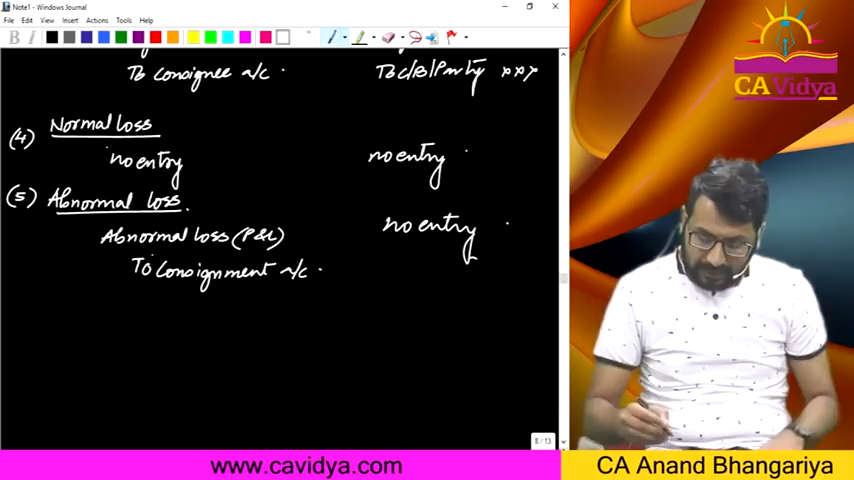 Note1 - Windows Journal
File Edit View Insert Actions Tools Help
To consignee a/c
To c/B/Party xxx
(4) Normal loss
no entry
no entry
(5) Abnormal loss
Abnormal loss (P&L)
no entry
To Consignment a/c
8 / 13
CA Vidya
www.cavidya.com
CA Anand Bhangariya